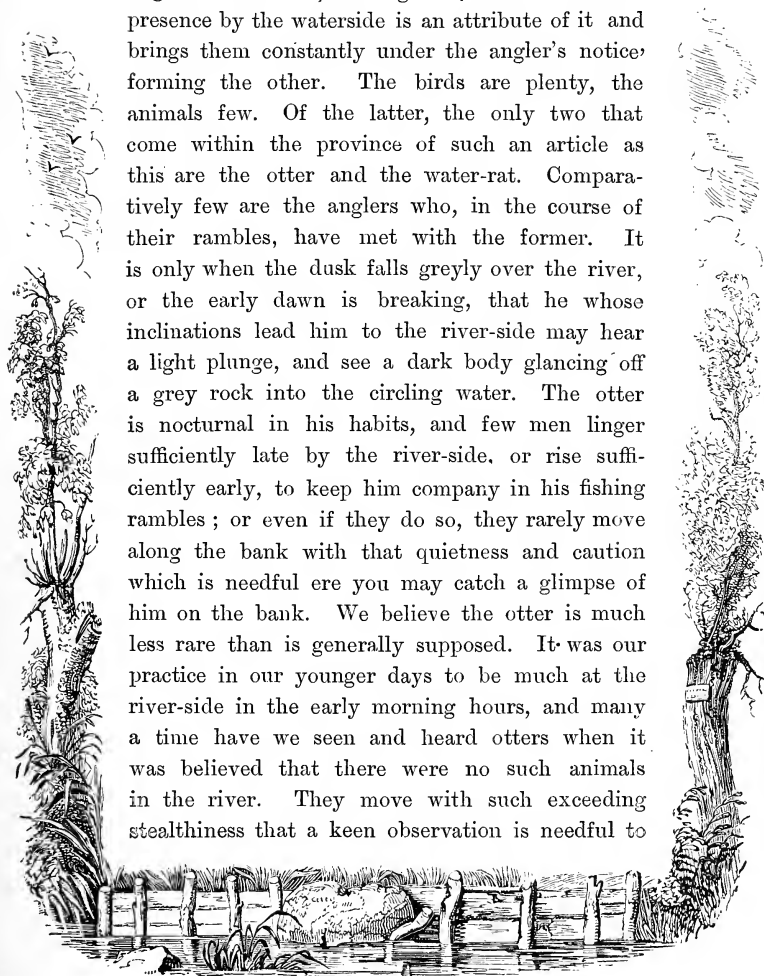 presence by the waterside is an attribute of it and
brings them constantly under the angler's notice,
forming the other. The birds are plenty, the
animals few. Of the latter, the only two that
come within the province of such an article as
this are the otter and the water-rat. Compara-
tively few are the anglers who, in the course of
their rambles, have met with the former. It
is only when the dusk falls greyly over the river,
or the early dawn is breaking, that he whose
inclinations lead him to the river-side may hear
a light plunge, and see a dark body glancing off
a grey rock into the circling water. The otter
is nocturnal in his habits, and few men linger
sufficiently late by the river-side, or rise suffi-
ciently early, to keep him company in his fishing
rambles ; or even if they do so, they rarely move
along the bank with that quietness and caution
which is needful ere you may catch a glimpse of
him on the bank. We believe the otter is much
less rare than is generally supposed. It was our
practice in our younger days to be much at the
river-side in the early morning hours, and many
a time have we seen and heard otters when it
was believed that there were no such animals
in the river. They move with such exceeding
stealthiness that a keen observation is needful to